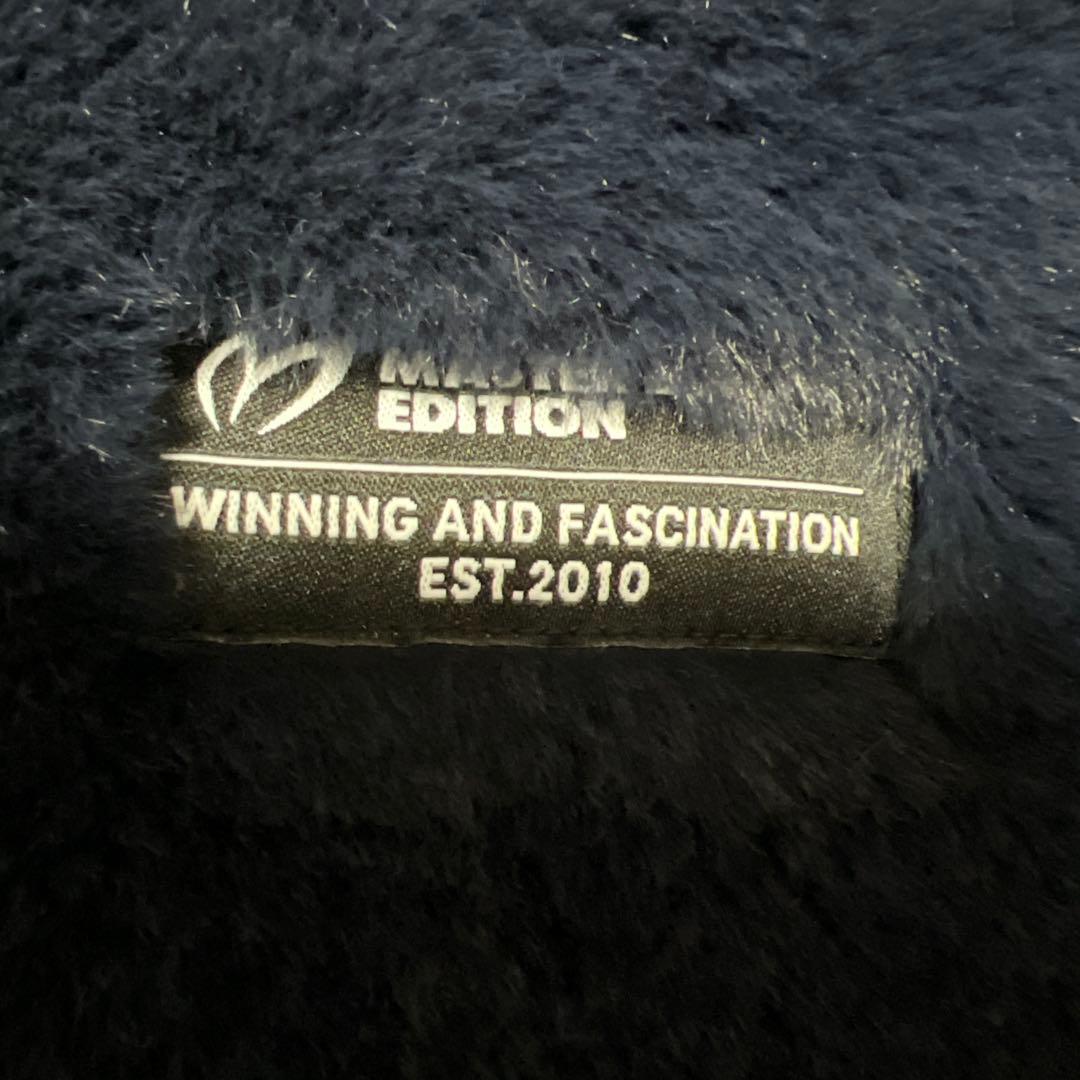 EDITION
WINNING AND FASCINATION
EST.2010